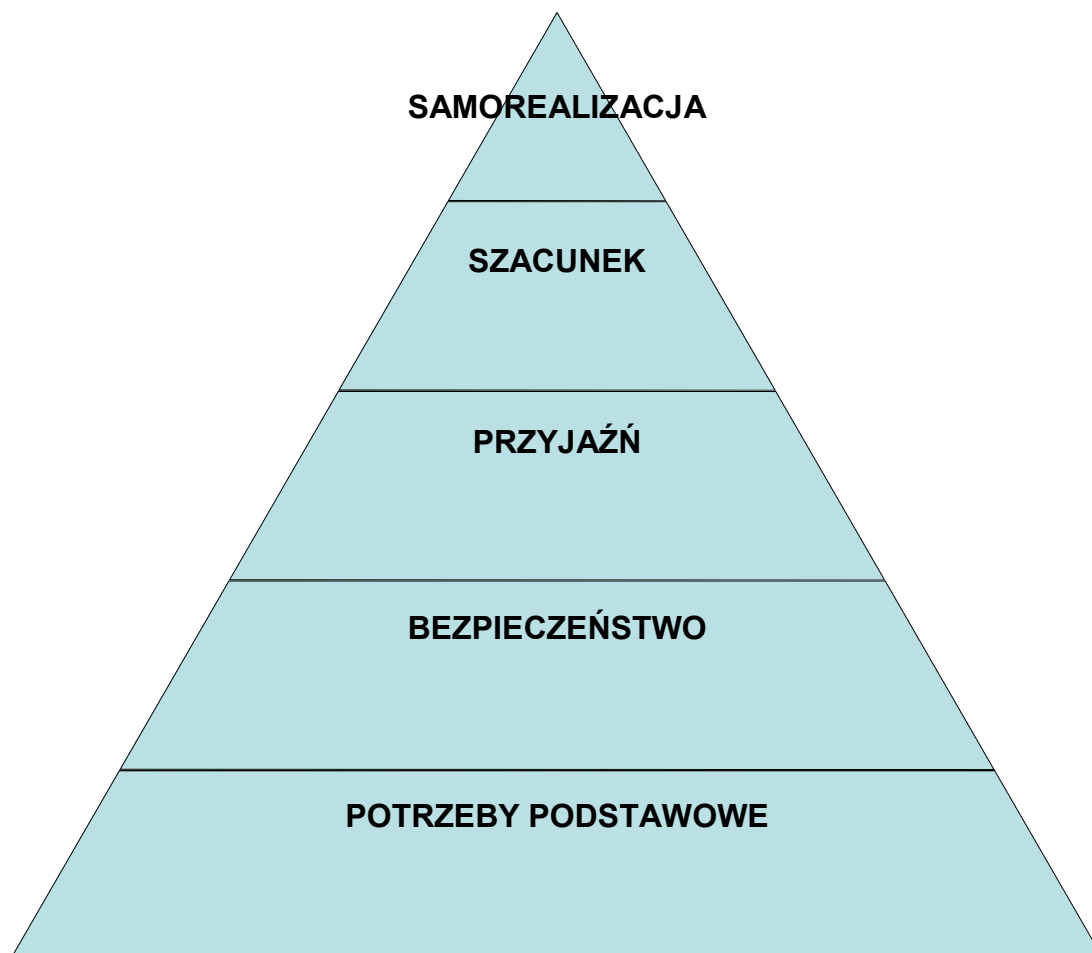 SAMOREALIZACJA
SZACUNEK
PRZYJAŹŃ
BEZPIECZEŃSTWO
POTRZEBY PODSTAWOWE